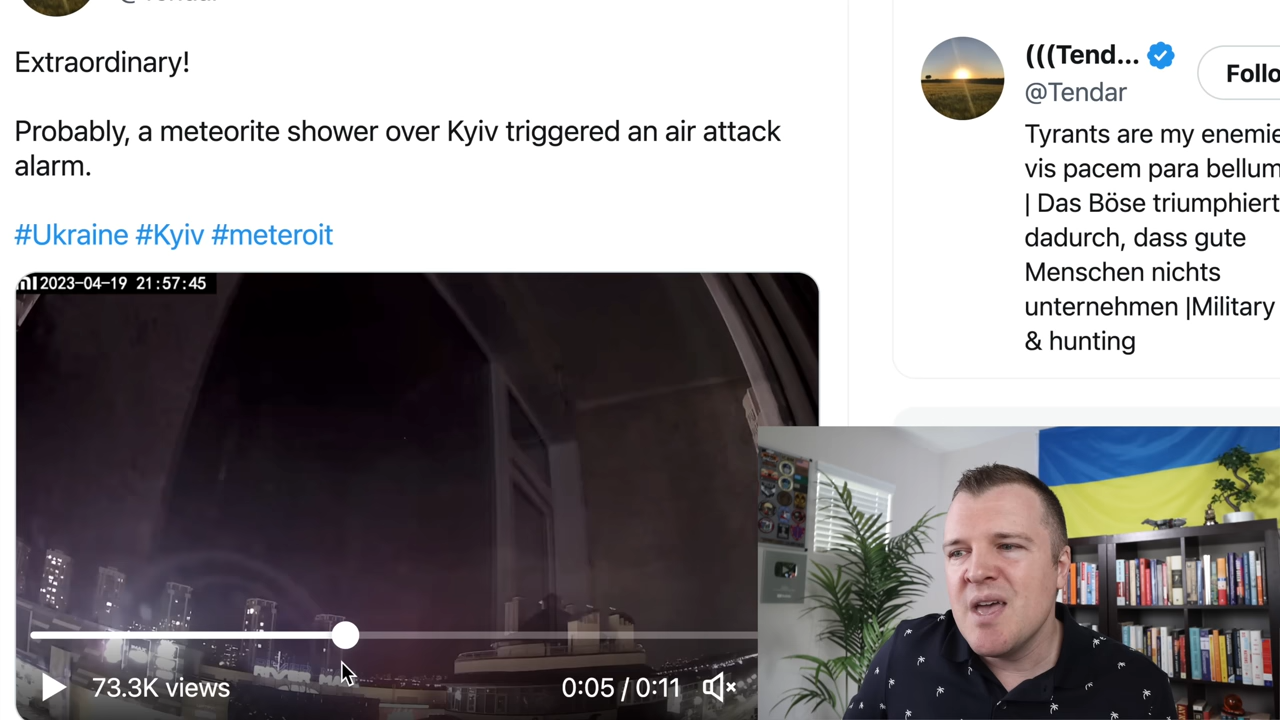 Extraordinary!
Probably, a meteorite shower over Kyiv triggered an air attack
alarm.
#Ukraine #Kyiv #meteroit
2023-04-19 21:57:45
73.3K views
0:05 / 0:11
(((Tend...
@Tendar
Follo
Tyrants are my enemie
vis pacem para bellum
| Das Böse triumphiert
dadurch, dass gute
Menschen nichts
unternehmen |Military
& hunting